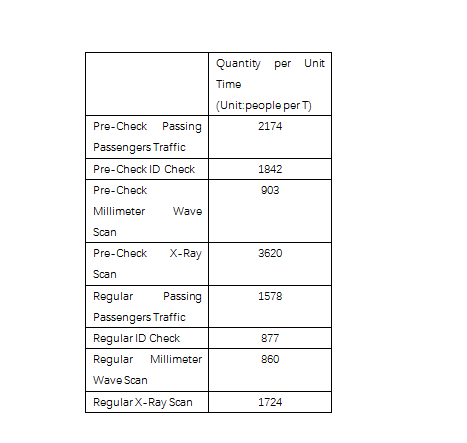 Quantity per Unit
Time
(Unit:people per T)
Pre-Check Passing
Passengers Traffic
2174
Pre-Check ID Check
1842
Pre-Check
Millimeter Wave
Scan
903
Pre-Check X-Ray
Scan
3620
Regular Passing
Passengers Traffic
1578
Regular ID Check
877
Regular Millimeter
Wave Scan
860
Regular X-Ray Scan
1724